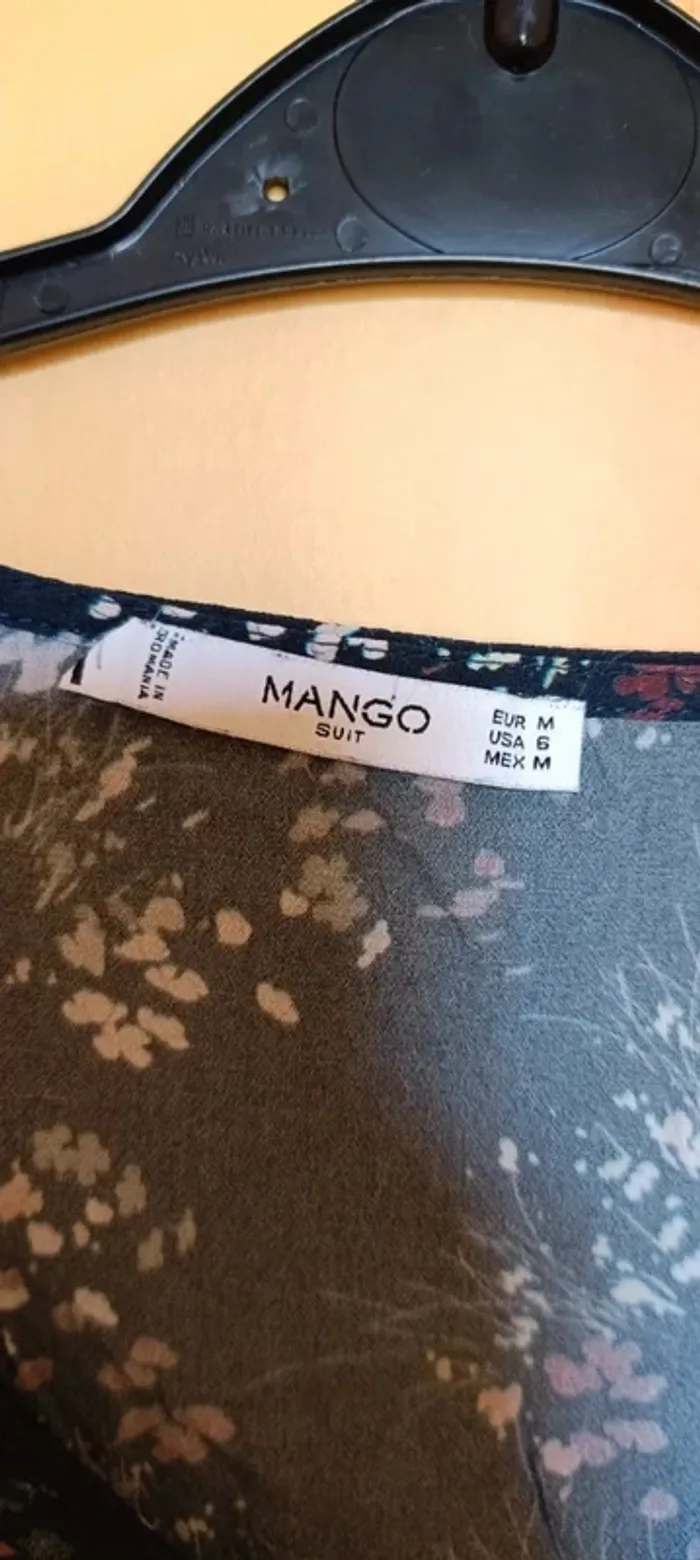 MADE IN
ROMANIA
MANGO
SUIT
EUR M
USA 6
MEX M